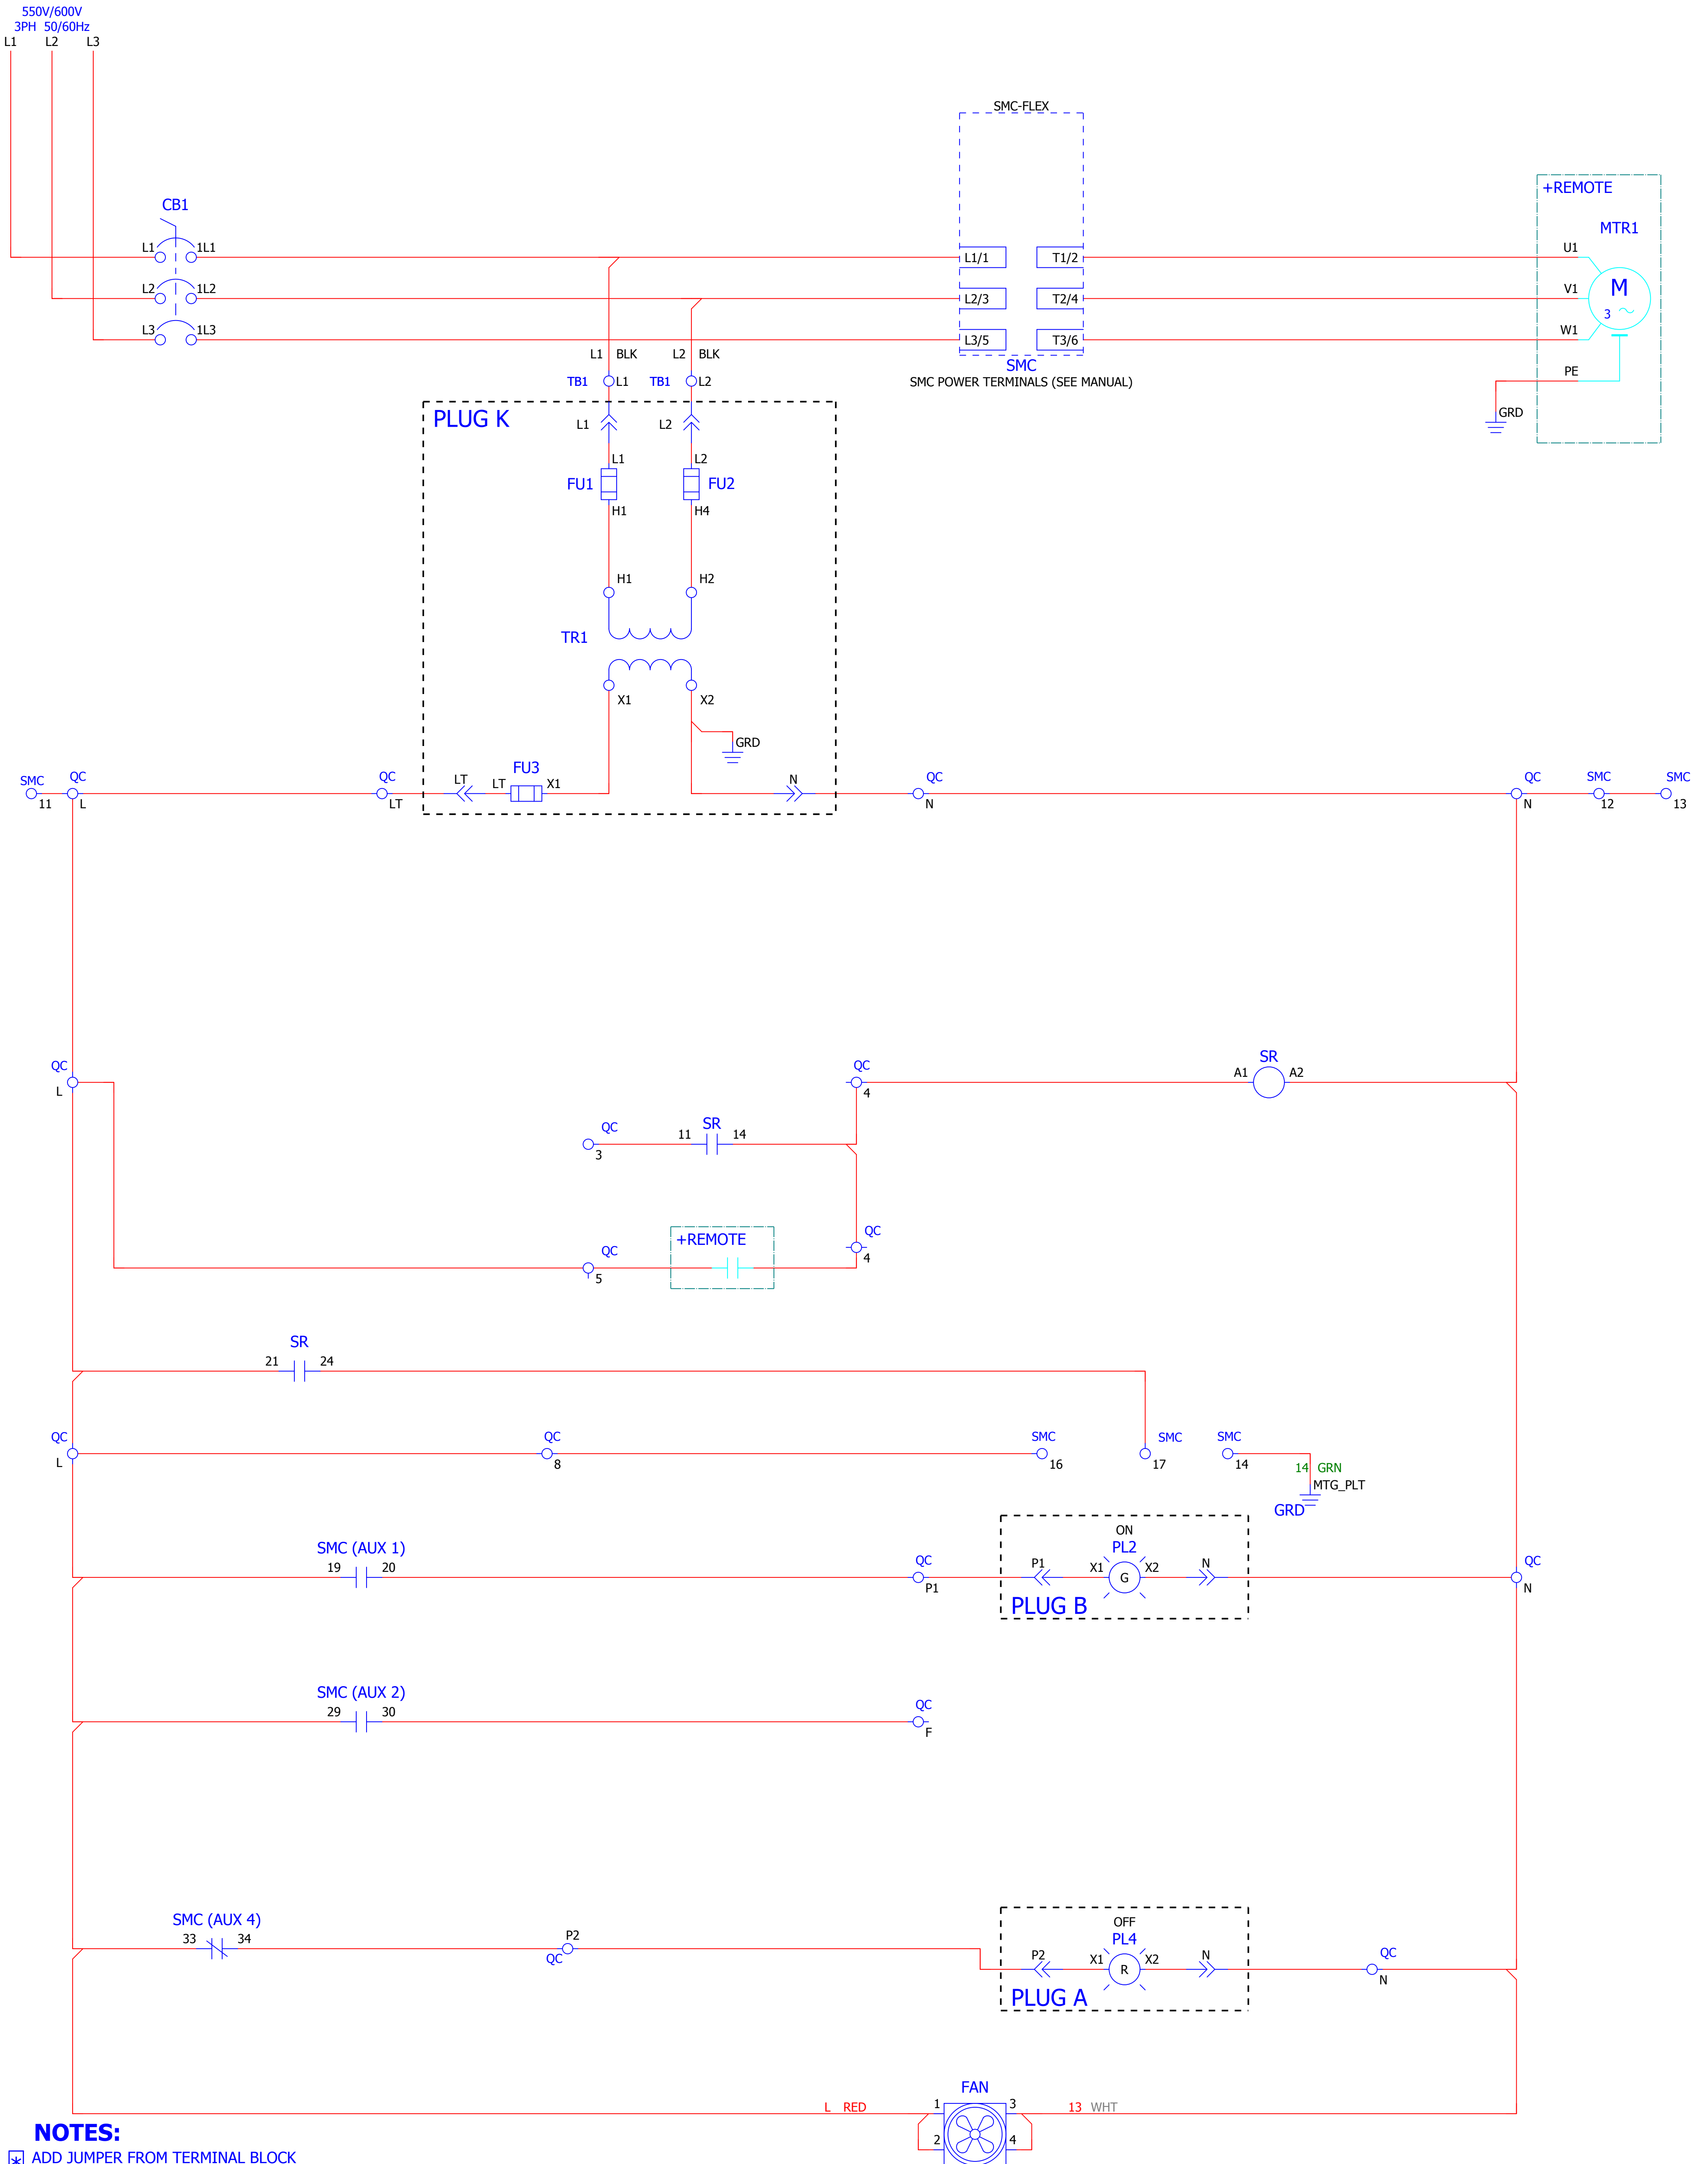 550V/600V
3PH 50/60Hz
L1 L2 L3
SMC-FLEX
+REMOTE
CB1
MTR1
L1 1L1
L1/1 T1/2
U1
L2 1L2
L2/3 T2/4
V1
M
3
L3 1L3
L3/5 T3/6
W1
L1 BLK L2 BLK
SMC
SMC POWER TERMINALS (SEE MANUAL)
PE
TB1 L1 TB1 L2
GRD
PLUG K
L1 L2
L1 L2
FU1 FU2
H1 H4
H1 H2
TR1
X1 X2
GRD
SMC QC QC LT LT FU3 X1 N QC QC SMC SMC
11 L LT N N 12 13
QC QC SR
L 4 A1 A2
QC SR
3 11 14
QC +REMOTE QC
5 4
SR
21 24
QC QC SMC SMC SMC
L 8 16 17 14
14 GRN
MTG_PLT
GRD
ON
SMC (AUX 1) QC P1 PL2 N QC
19 20 P1 X1 G X2 N
PLUG B
SMC (AUX 2) QC
29 30 F
OFF
SMC (AUX 4) P2 PL4
33 34 QC P2 X1 R X2 N QC
N
PLUG A
FAN
L RED 1 3 13 WHT
2 4
NOTES:
* ADD JUMPER FROM TERMINAL BLOCK